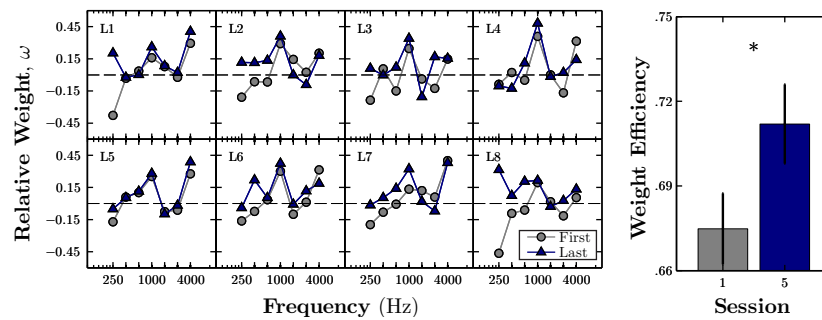 L1 L2 L3 L4
0.45
0.15
−0.15
−0.45
Relative Weight, ω
L5 L6 L7 L8
0.45
0.15
−0.15
−0.45
First
Last
250 1000 4000 250 1000 4000 250 1000 4000 250 1000 4000
Frequency (Hz)
.75
.72
.69
.66
Weight Efficiency
*
1 5
Session